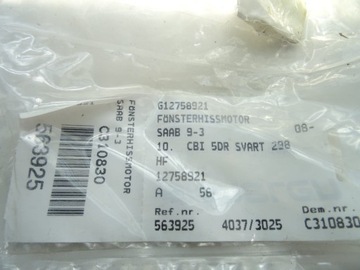 G12758921
FÖNSTERHISSMOTOR
SAAB 9-3 08-
10. CBI 5DR SVART 298
HF
12758921
A 56
Ref.nr. Dem.nr.
563925 4037/3025 C310830
FÖNSTERHISSMOTOR
SAAB 9-3
C310830
563925